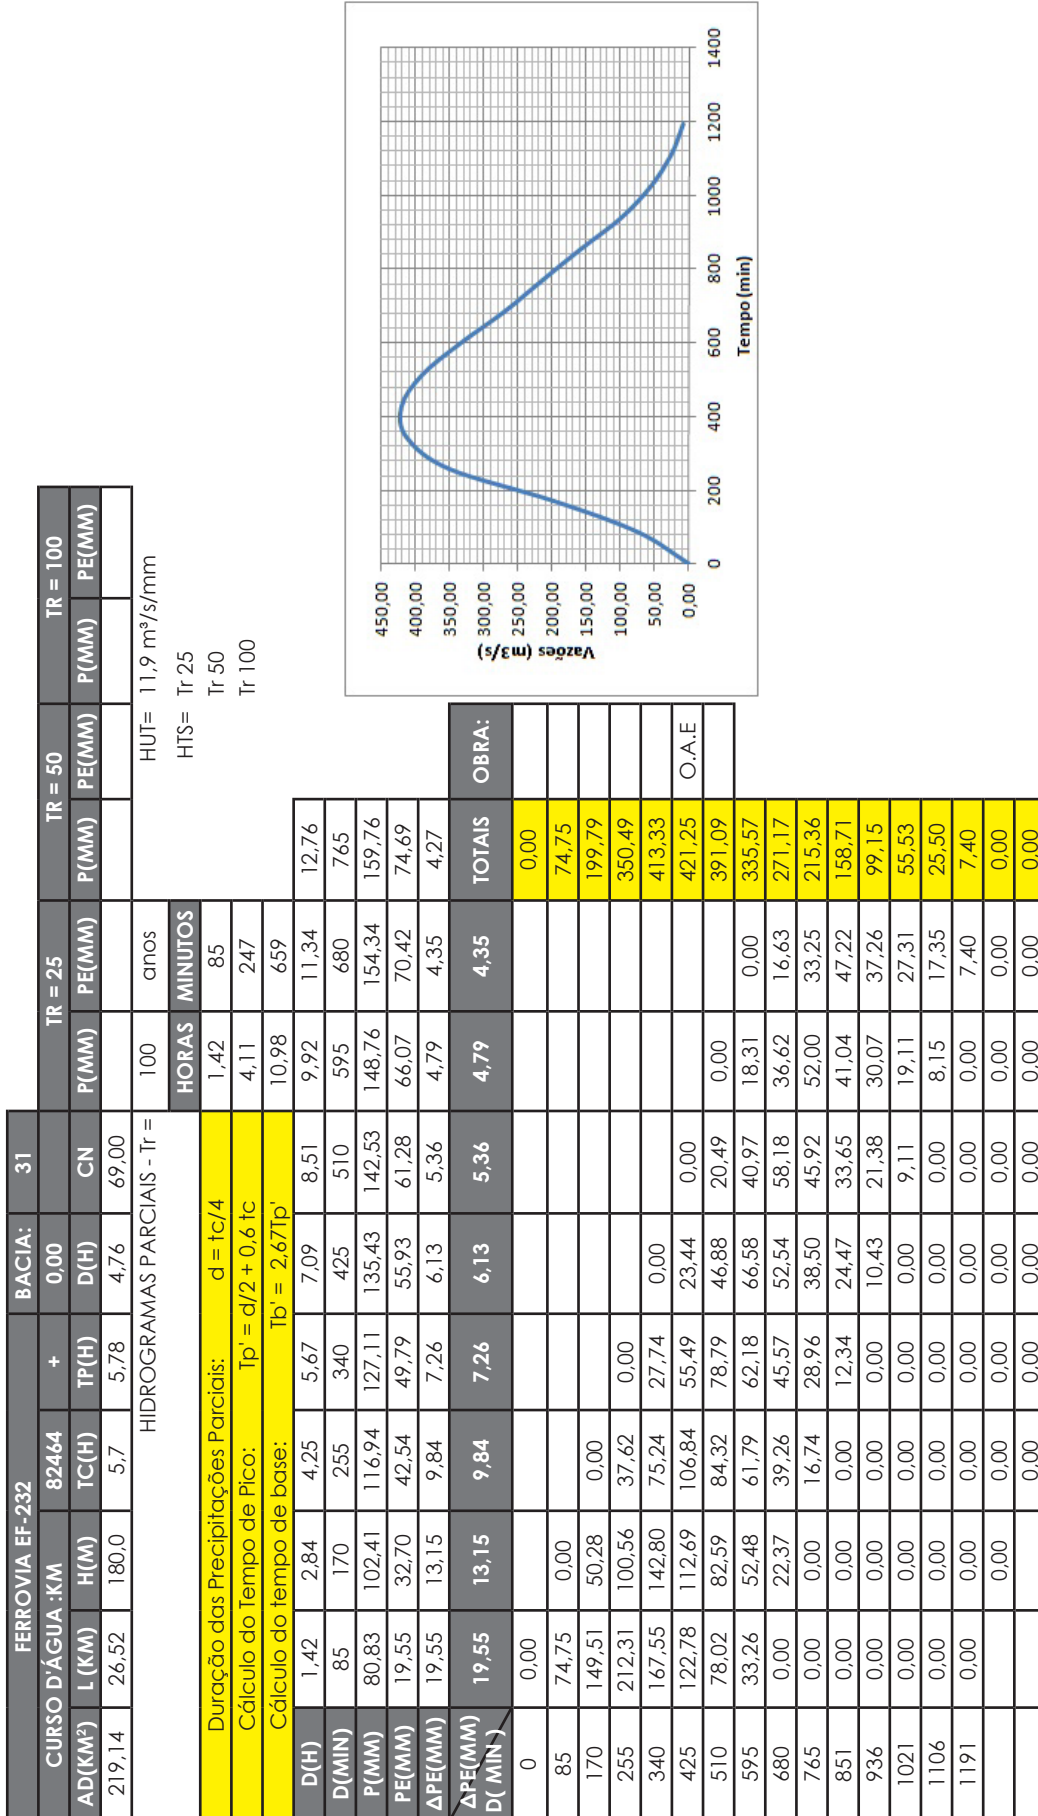 FERROVIA EF-232 BACIA: 31
CURSO D'ÁGUA :KM 82464 + 0,00 TR = 25 TR = 50 TR = 100
AD(KM²) L (KM) H(M) TC(H) TP(H) D(H) CN P(MM) PE(MM) P(MM) PE(MM) P(MM) PE(MM)
219,14 26,52 180,0 5,7 5,78 4,76 69,00
HIDROGRAMAS PARCIAIS - Tr = 100 anos HUT= 11,9 m³/s/mm
HORAS MINUTOS HTS= Tr 25
Duração das Precipitações Parciais: d = tc/4 1,42 85 Tr 50
Cálculo do Tempo de Pico: Tp' = d/2 + 0,6 tc 4,11 247 Tr 100
Cálculo do tempo de base: Tb' = 2,67Tp' 10,98 659
D(H) 1,42 2,84 4,25 5,67 7,09 8,51 9,92 11,34 12,76
D(MIN) 85 170 255 340 425 510 595 680 765
P(MM) 80,83 102,41 116,94 127,11 135,43 142,53 148,76 154,34 159,76
PE(MM) 19,55 32,70 42,54 49,79 55,93 61,28 66,07 70,42 74,69
ΔPE(MM) 19,55 13,15 9,84 7,26 6,13 5,36 4,79 4,35 4,27
ΔPE(MM)
D( MIN ) 19,55 13,15 9,84 7,26 6,13 5,36 4,79 4,35 TOTAIS OBRA:
0 0,00 0,00
85 74,75 0,00 74,75
170 149,51 50,28 0,00 199,79
255 212,31 100,56 37,62 0,00 350,49
340 167,55 142,80 75,24 27,74 0,00 413,33
425 122,78 112,69 106,84 55,49 23,44 0,00 421,25 O.A.E
510 78,02 82,59 84,32 78,79 46,88 20,49 0,00 391,09
595 33,26 52,48 61,79 62,18 66,58 40,97 18,31 0,00 335,57
680 0,00 22,37 39,26 45,57 52,54 58,18 36,62 16,63 271,17
765 0,00 0,00 16,74 28,96 38,50 45,92 52,00 33,25 215,36
851 0,00 0,00 0,00 12,34 24,47 33,65 41,04 47,22 158,71
936 0,00 0,00 0,00 0,00 10,43 21,38 30,07 37,26 99,15
1021 0,00 0,00 0,00 0,00 0,00 9,11 19,11 27,31 55,53
1106 0,00 0,00 0,00 0,00 0,00 0,00 8,15 17,35 25,50
1191 0,00 0,00 0,00 0,00 0,00 0,00 0,00 7,40 7,40
0,00 0,00 0,00 0,00 0,00 0,00 0,00 0,00
0,00 0,00 0,00 0,00 0,00 0,00 0,00
450,00
400,00
350,00
300,00
250,00
200,00
150,00
100,00
50,00
0,00
Vazões (m3/s)
0 200 400 600 800 1000 1200 1400
Tempo (min)